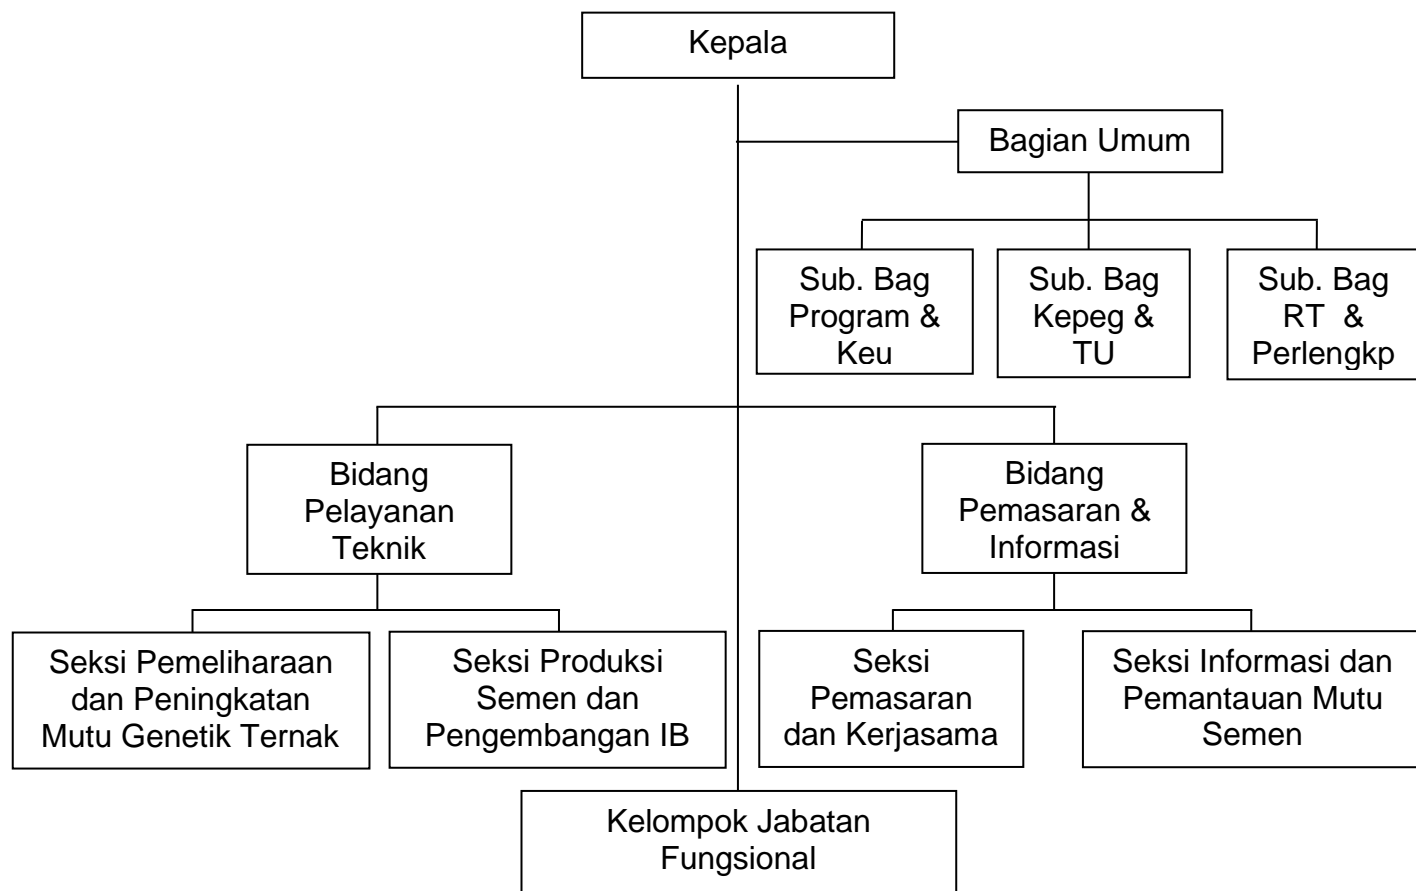 Kepala
Bagian Umum
Sub. Bag
Program &
Keu
Sub. Bag
Kepeg &
TU
Sub. Bag
RT &
Perlengkp
Bidang
Pelayanan
Teknik
Bidang
Pemasaran &
Informasi
Seksi Pemeliharaan
dan Peningkatan
Mutu Genetik Ternak
Seksi Produksi
Semen dan
Pengembangan IB
Seksi
Pemasaran
dan Kerjasama
Seksi Informasi dan
Pemantauan Mutu
Semen
Kelompok Jabatan
Fungsional